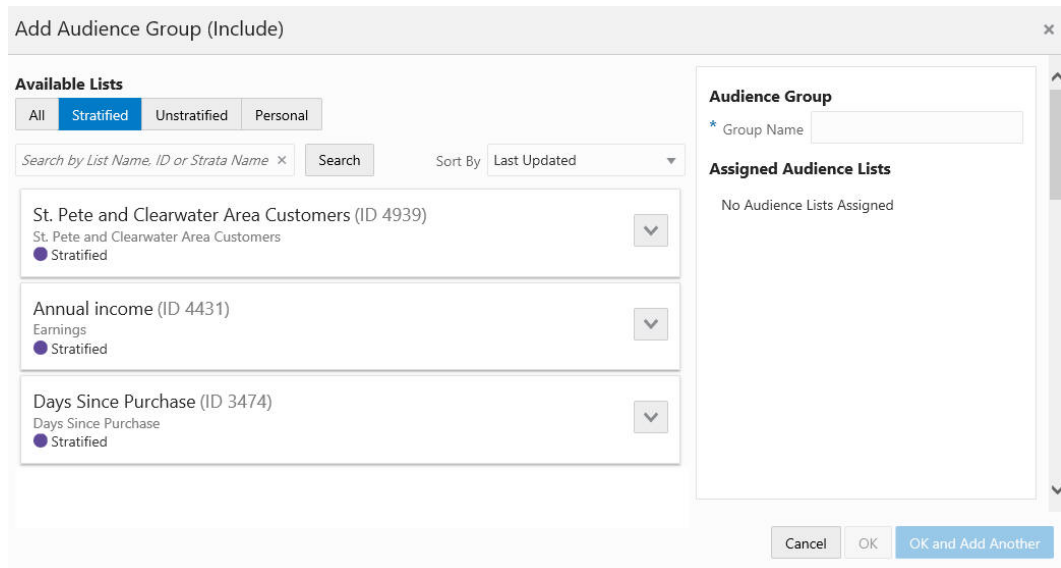 Add Audience Group (Include)
×
Available Lists
All Stratified Unstratified Personal
Search by List Name, ID or Strata Name × Search Sort By Last Updated
St. Pete and Clearwater Area Customers (ID 4939)
St. Pete and Clearwater Area Customers
Stratified
Annual income (ID 4431)
Earnings
Stratified
Days Since Purchase (ID 3474)
Days Since Purchase
Stratified
Audience Group
* Group Name
Assigned Audience Lists
No Audience Lists Assigned
Cancel OK OK and Add Another